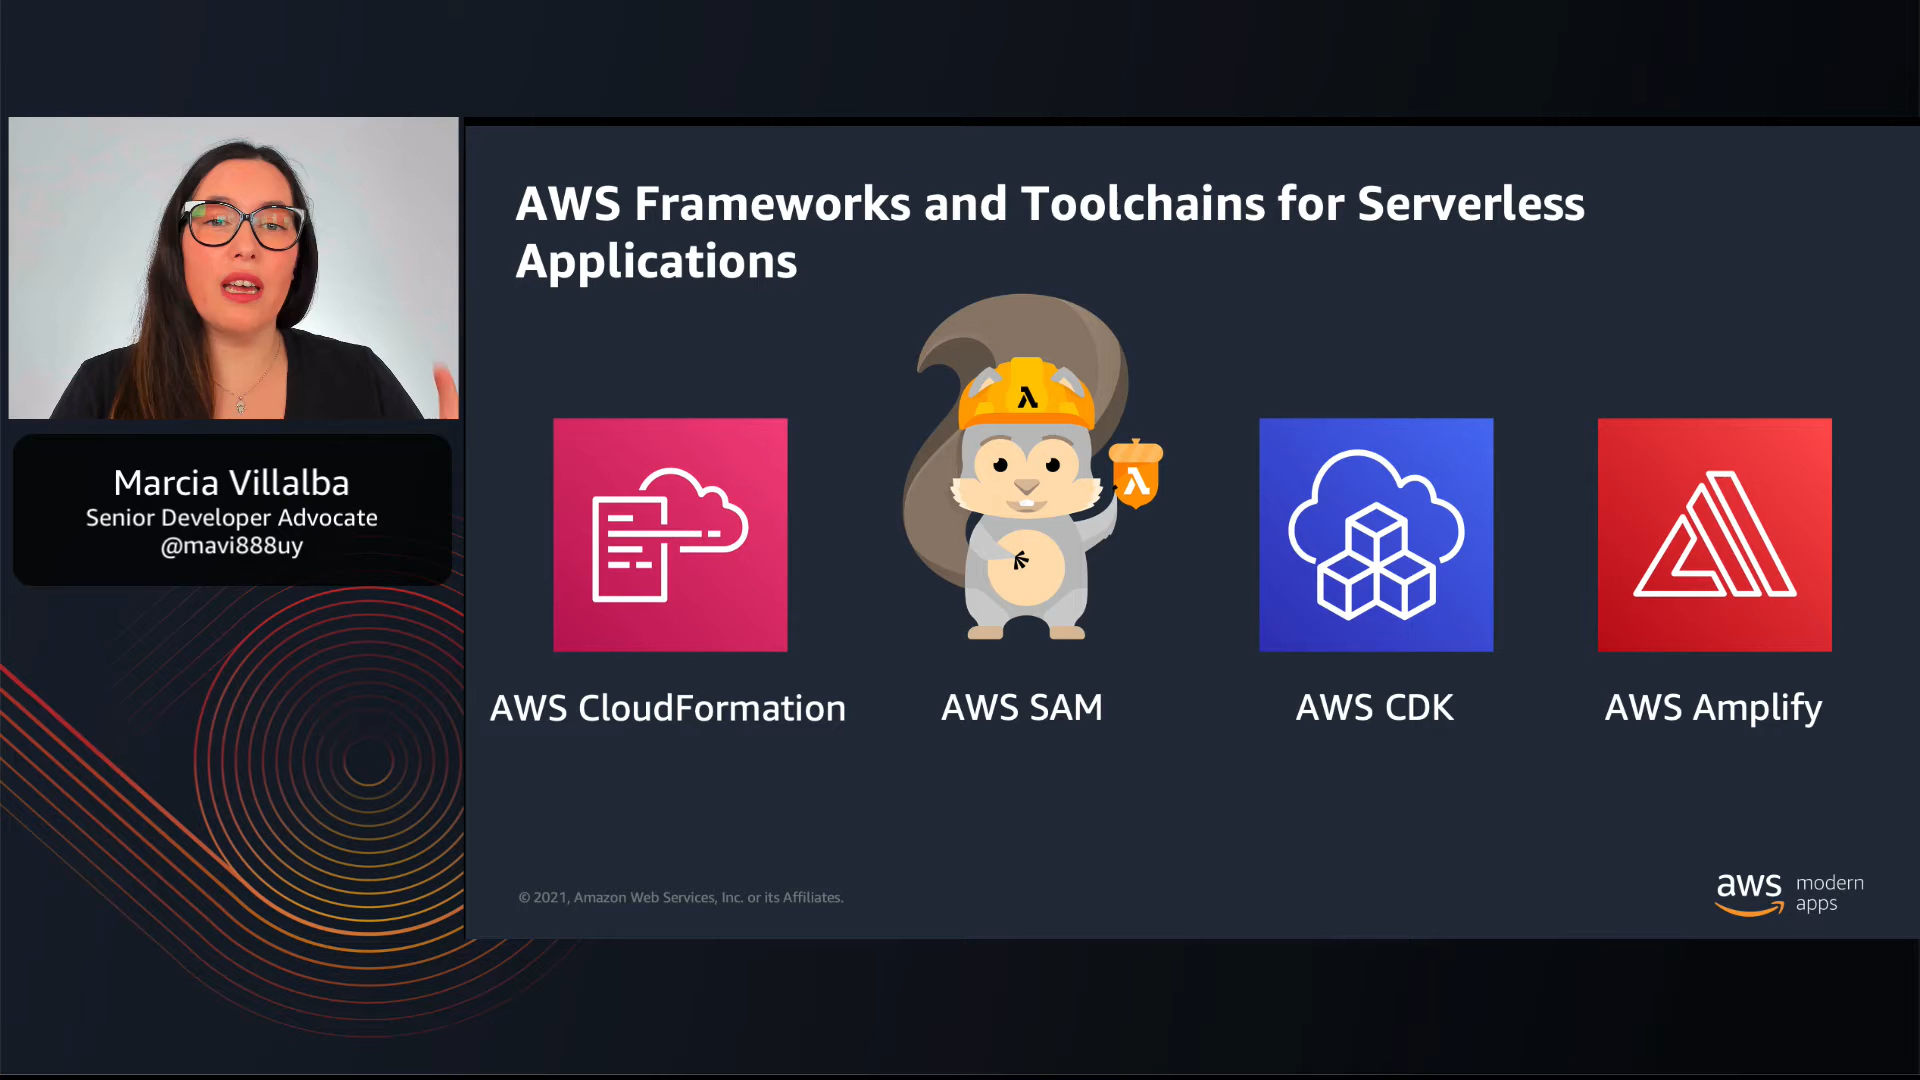 AWS Frameworks and Toolchains for Serverless
Applications
Marcia Villalba
Senior Developer Advocate
@mavi888uy
AWS CloudFormation
AWS SAM
AWS CDK
AWS Amplify
© 2021, Amazon Web Services, Inc. or its Affiliates.
aws modern
apps